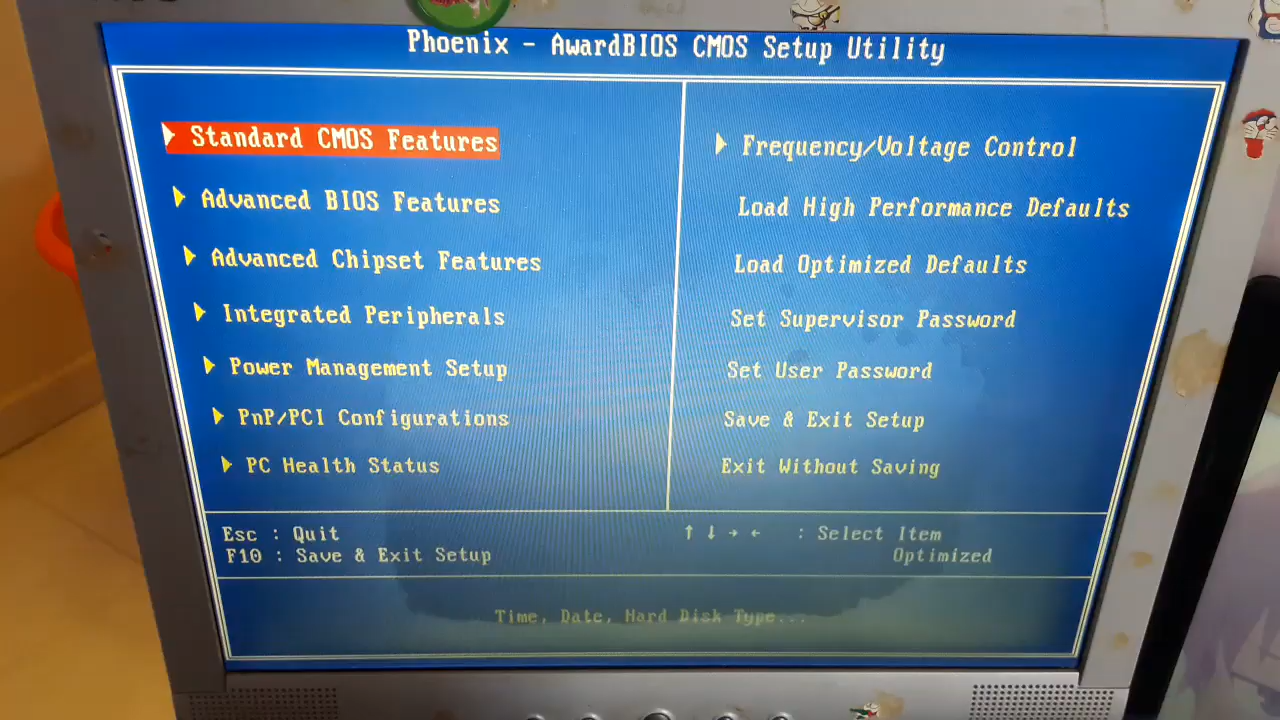 Phoenix - AwardBIOS CMOS Setup Utility
Standard CMOS Features
Advanced BIOS Features
Advanced Chipset Features
Integrated Peripherals
Power Management Setup
PnP/PCI Configurations
PC Health Status
Frequency/Voltage Control
Load High Performance Defaults
Load Optimized Defaults
Set Supervisor Password
Set User Password
Save & Exit Setup
Exit Without Saving
Esc : Quit
F10 : Save & Exit Setup
↑ ↓ → ← : Select Item
Optimized
Time, Date, Hard Disk Type...